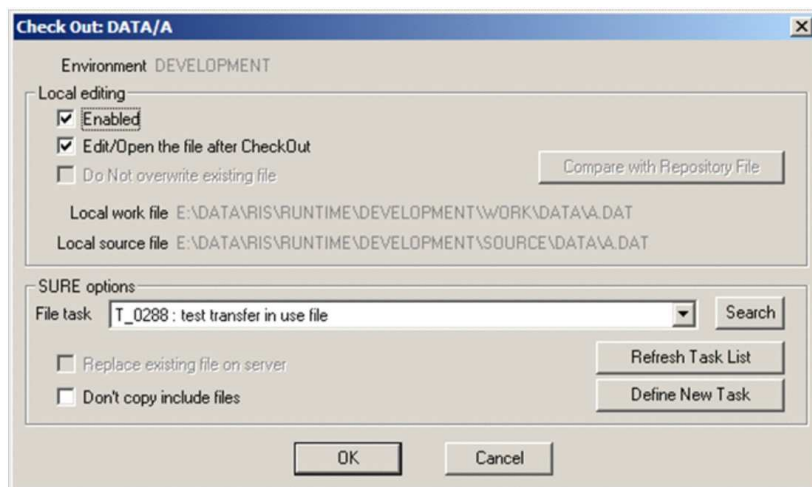 Check Out: DATA/A
Environment DEVELOPMENT
Local editing
Enabled
Edit/Open the file after CheckOut
Do Not overwrite existing file
Compare with Repository File
Local work file E:\DATA\RIS\RUNTIME\DEVELOPMENT\WORK\DATA\A.DAT
Local source file E:\DATA\RIS\RUNTIME\DEVELOPMENT\SOURCE\DATA\A.DAT
SURE options
File task T_0288 : test transfer in use file Search
Replace existing file on server Refresh Task List
Don't copy include files Define New Task
OK Cancel